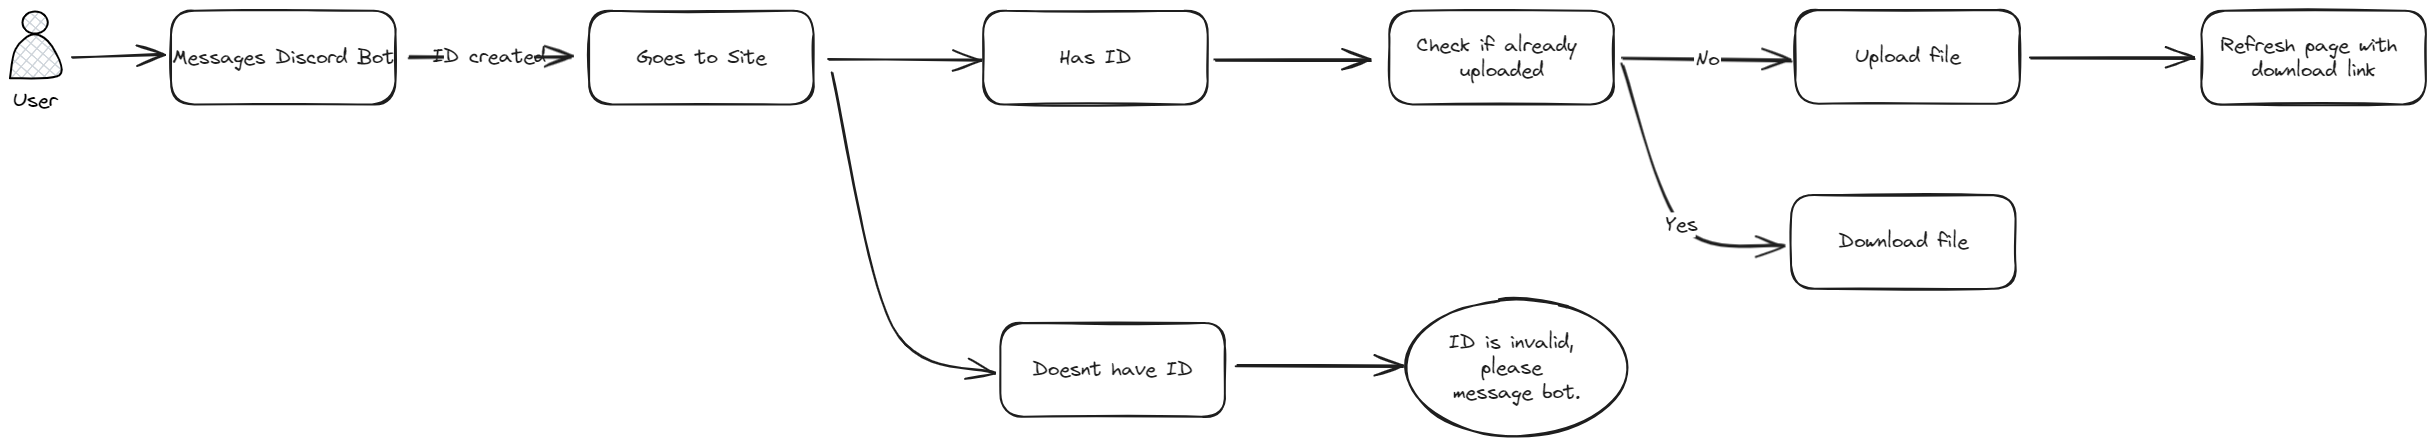 User
Messages Discord Bot
ID created
Goes to Site
Has ID
Check if already
uploaded
No
Upload file
Refresh page with
download link
Yes
Download file
Doesnt have ID
ID is invalid,
please
message bot.